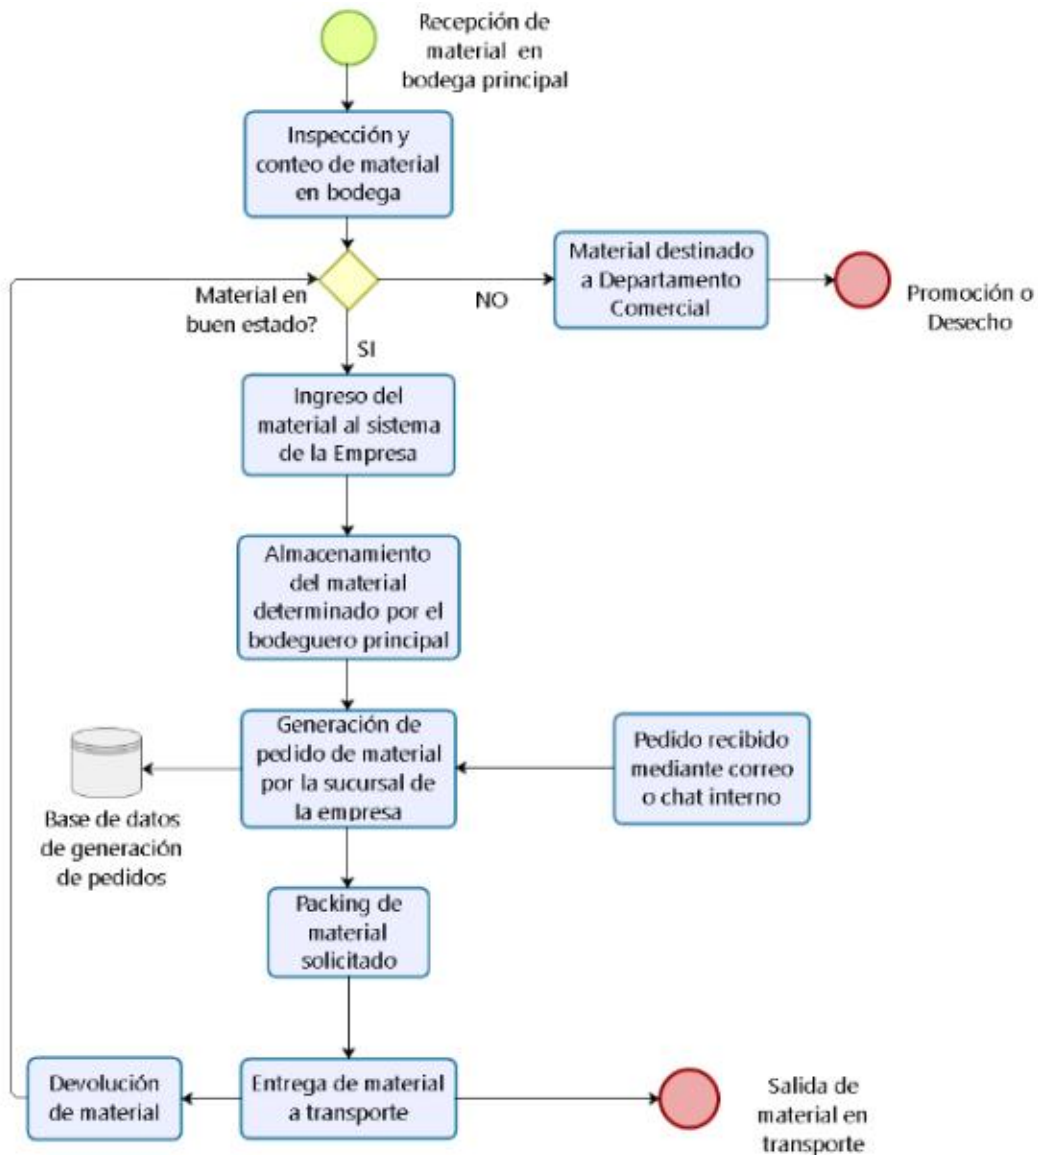 Recepción de
material en
bodega principal
Inspección y
conteo de material
en bodega
Material en
buen estado?
NO
Material destinado
a Departamento
Comercial
Promoción o
Desecho
SI
Ingreso del
material al sistema
de la Empresa
Almacenamiento
del material
determinado por el
bodeguero principal
Generación de
pedido de material
por la sucursal de
la empresa
Pedido recibido
mediante correo
o chat interno
Base de datos
de generación
de pedidos
Packing de
material
solicitado
Devolución
de material
Entrega de material
a transporte
Salida de
material en
transporte